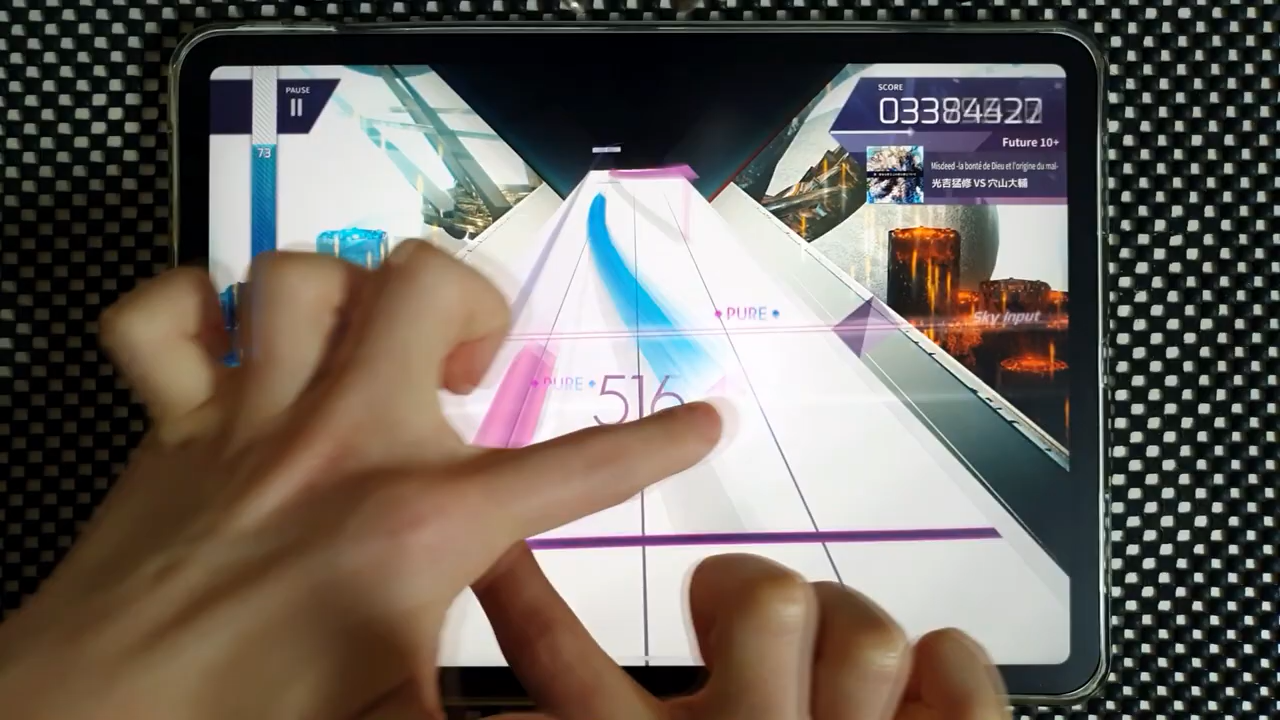 PAUSE
73
SCORE
Future 10+
Misdeed -la bonté de Dieu et l'origine du mal-
光吉猛修 VS 穴山大輔
PURE
Sky Input
PURE
516